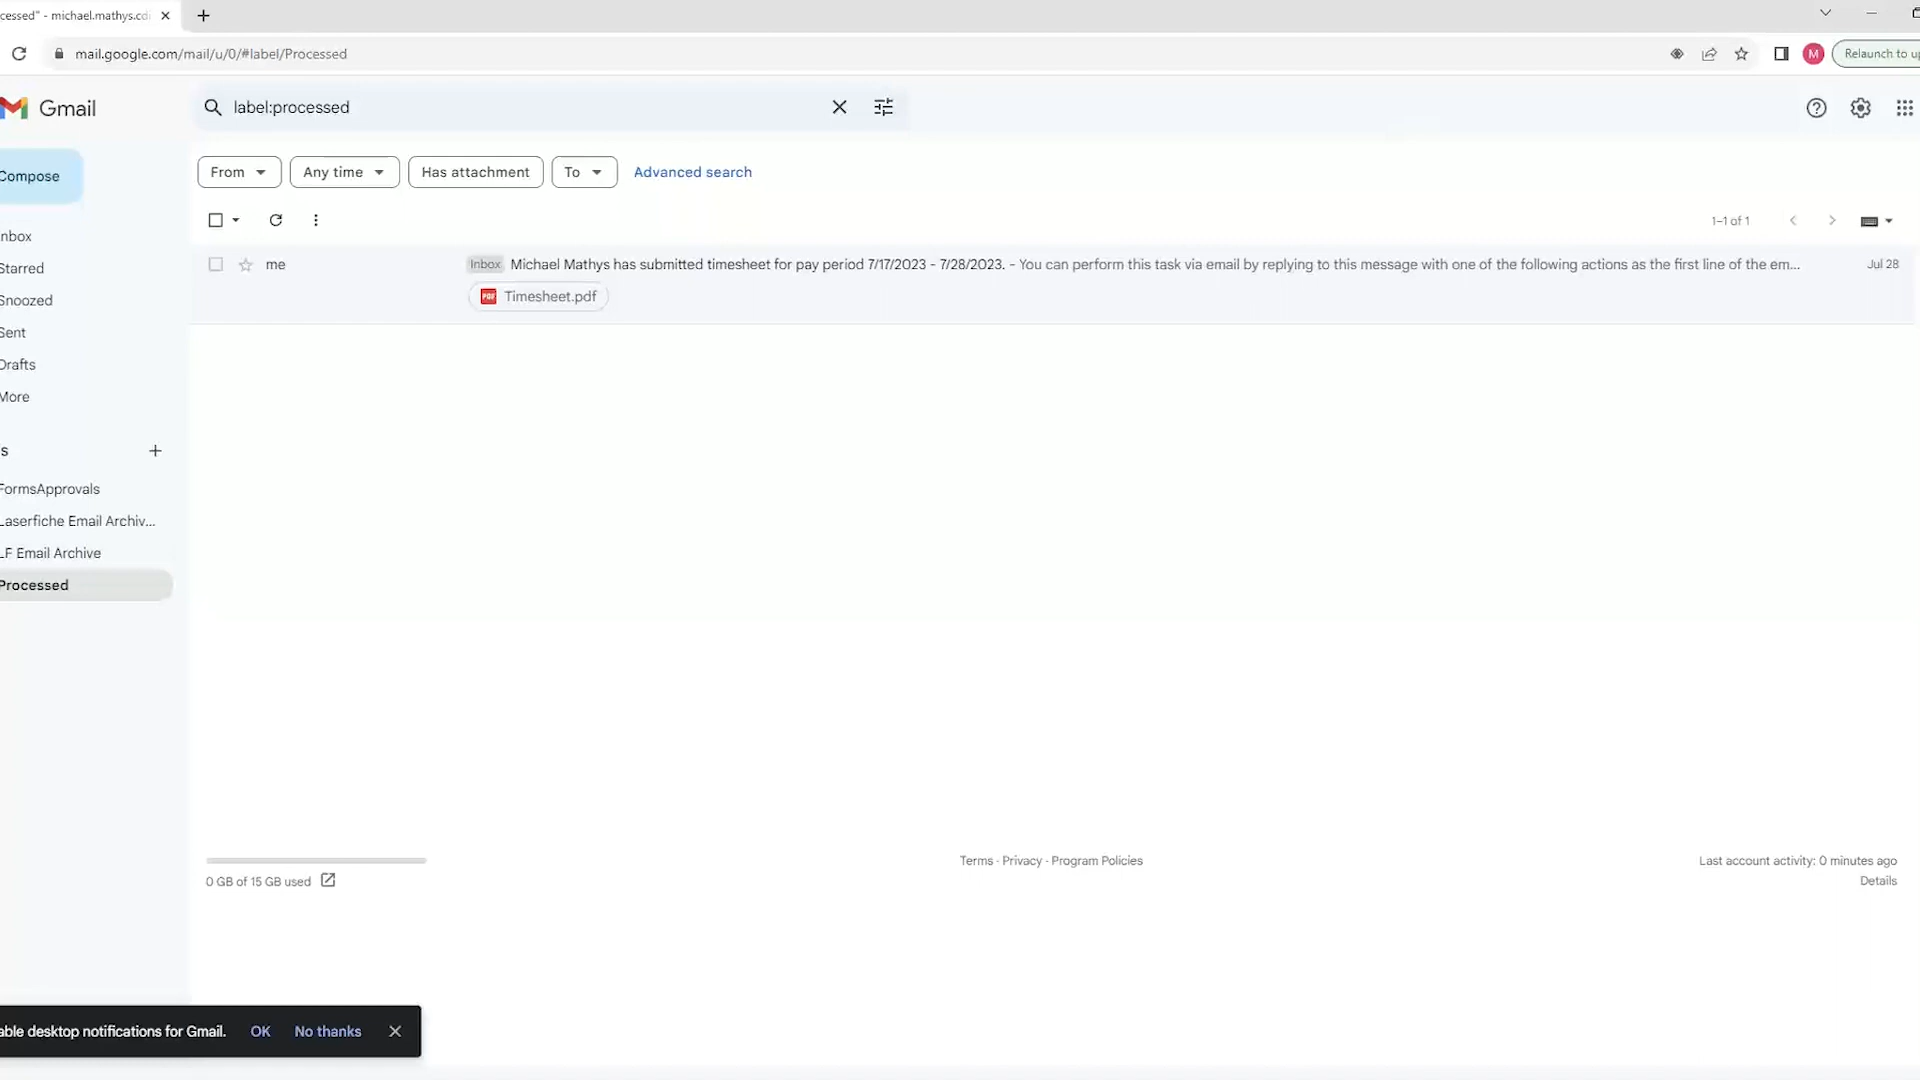 cessed" - michael.mathys.cdi
mail.google.com/mail/u/0/#label/Processed
M
Relaunch to up
Gmail
label:processed
Compose
From
Any time
Has attachment
To
Advanced search
1–1 of 1
nbox
Starred
Snoozed
Sent
Drafts
More
me
Inbox Michael Mathys has submitted timesheet for pay period 7/17/2023 - 7/28/2023. - You can perform this task via email by replying to this message with one of the following actions as the first line of the em...
Jul 28
PDF Timesheet.pdf
s
FormsApprovals
Laserfiche Email Archiv...
LF Email Archive
Processed
0 GB of 15 GB used
Terms · Privacy · Program Policies
Last account activity: 0 minutes ago
Details
able desktop notifications for Gmail.
OK
No thanks